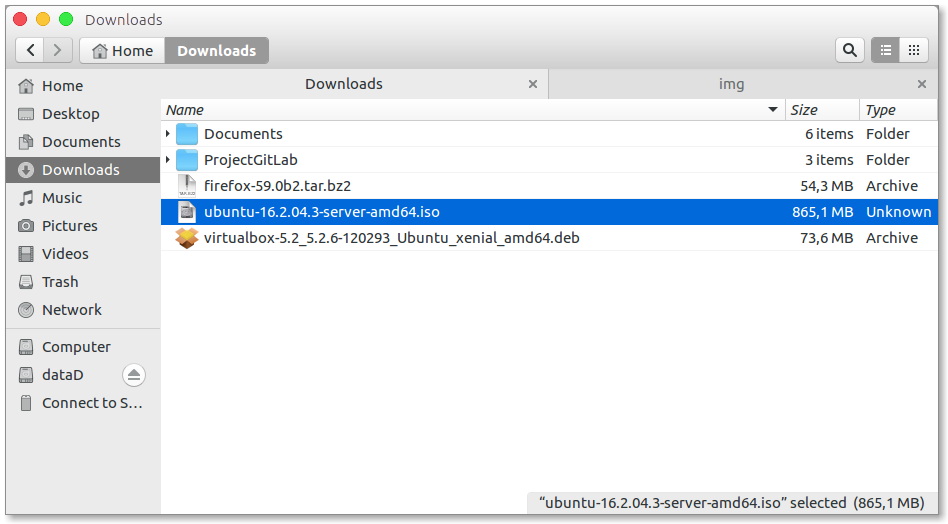 Downloads
Home Downloads
Home
Desktop
Documents
Downloads
Music
Pictures
Videos
Trash
Network
Computer
dataD
Connect to S...
Downloads img
Name Size Type
Documents 6 items Folder
ProjectGitLab 3 items Folder
firefox-59.0b2.tar.bz2 54,3 MB Archive
ubuntu-16.2.04.3-server-amd64.iso 865,1 MB Unknown
virtualbox-5.2_5.2.6-120293_Ubuntu_xenial_amd64.deb 73,6 MB Archive
“ubuntu-16.2.04.3-server-amd64.iso” selected (865,1 MB)